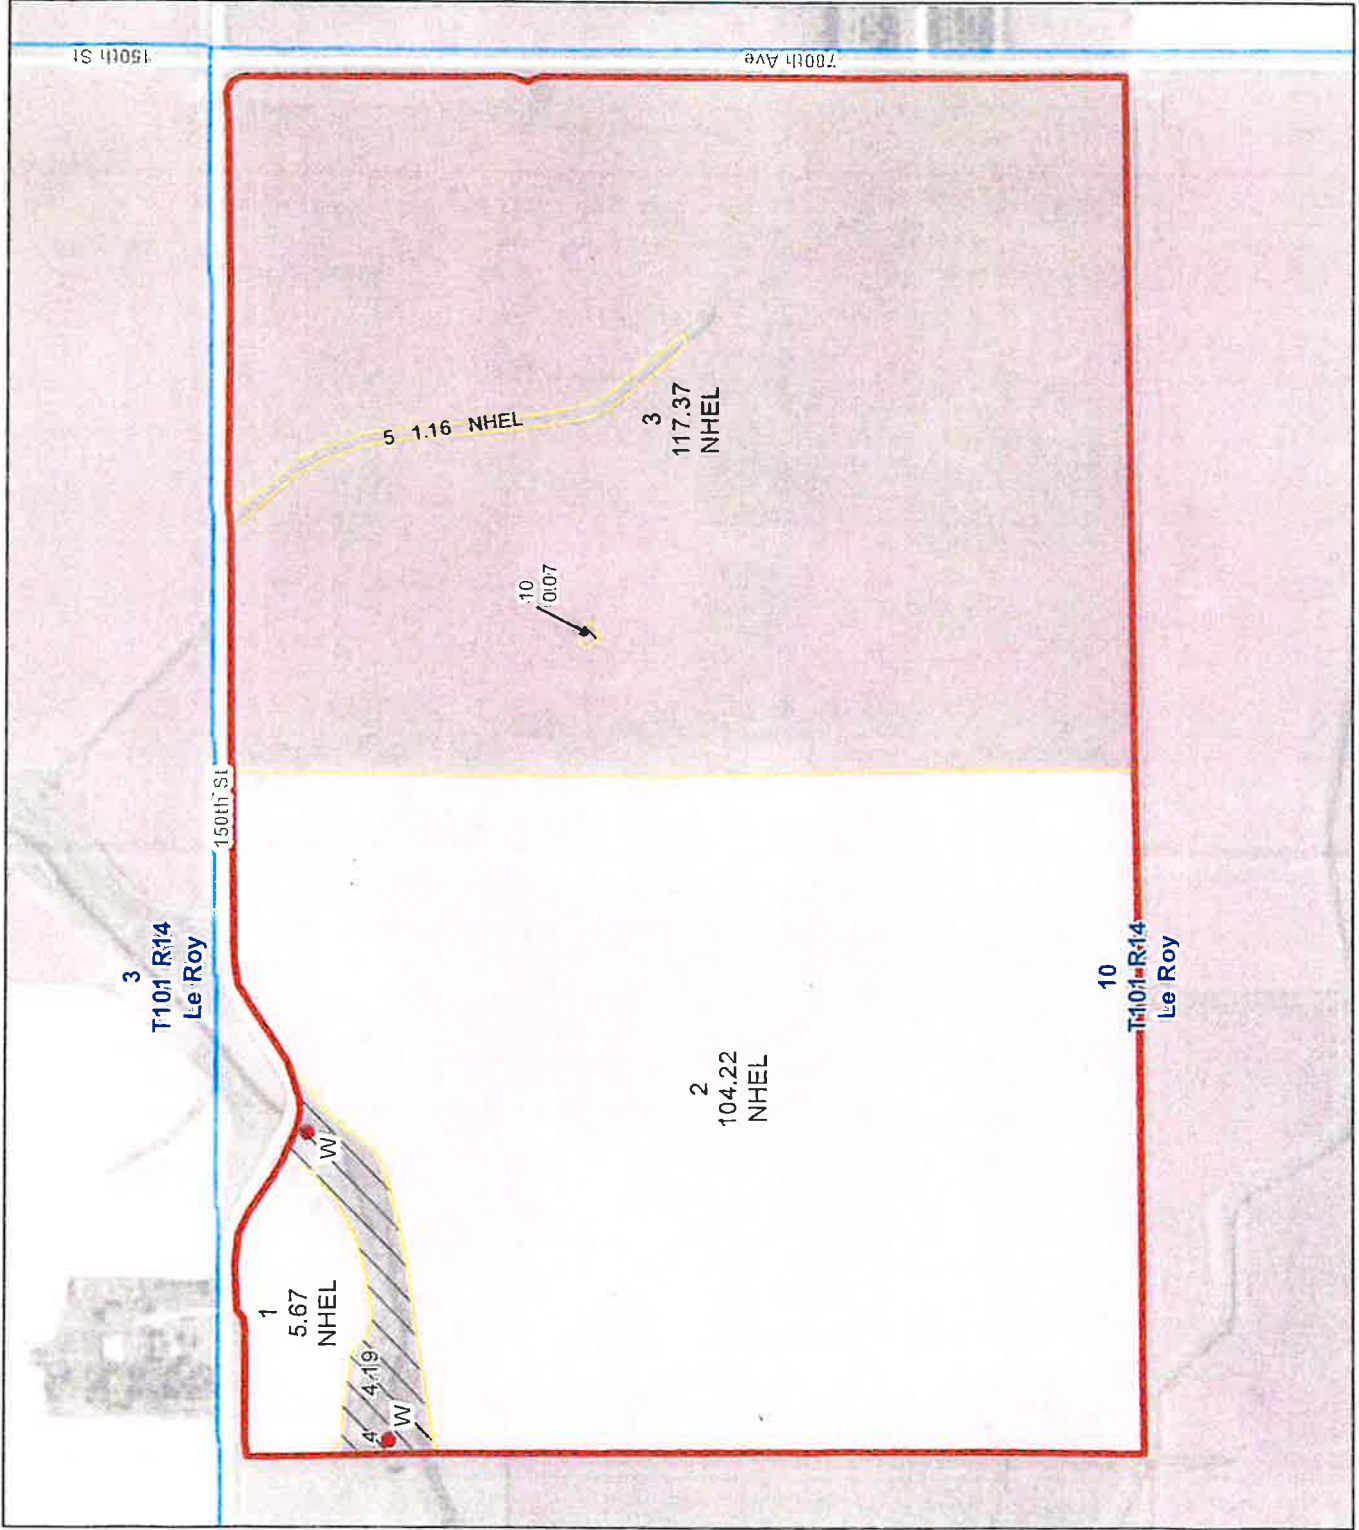 150th St
780th Ave
5 1.16 NHEL
3
117.37
NHEL
10
0.07
150th St
3
T101 R14
Le Roy
10
T101 R14
Le Roy
2
104.22
NHEL
W
1
5.67
NHEL
4 4.19
W